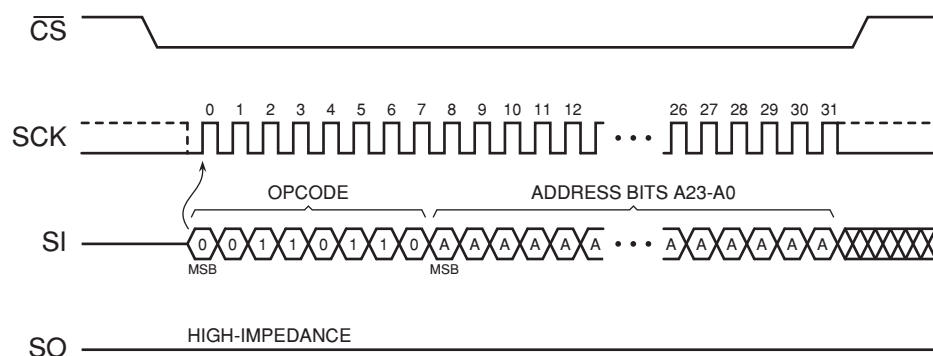 CS
0 1 2 3 4 5 6 7 8 9 10 11 12 26 27 28 29 30 31
SCK
OPCODE ADDRESS BITS A23-A0
SI 0 0 1 1 0 1 1 0 A A A A A A A A A A A A
MSB MSB
HIGH-IMPEDANCE
SO